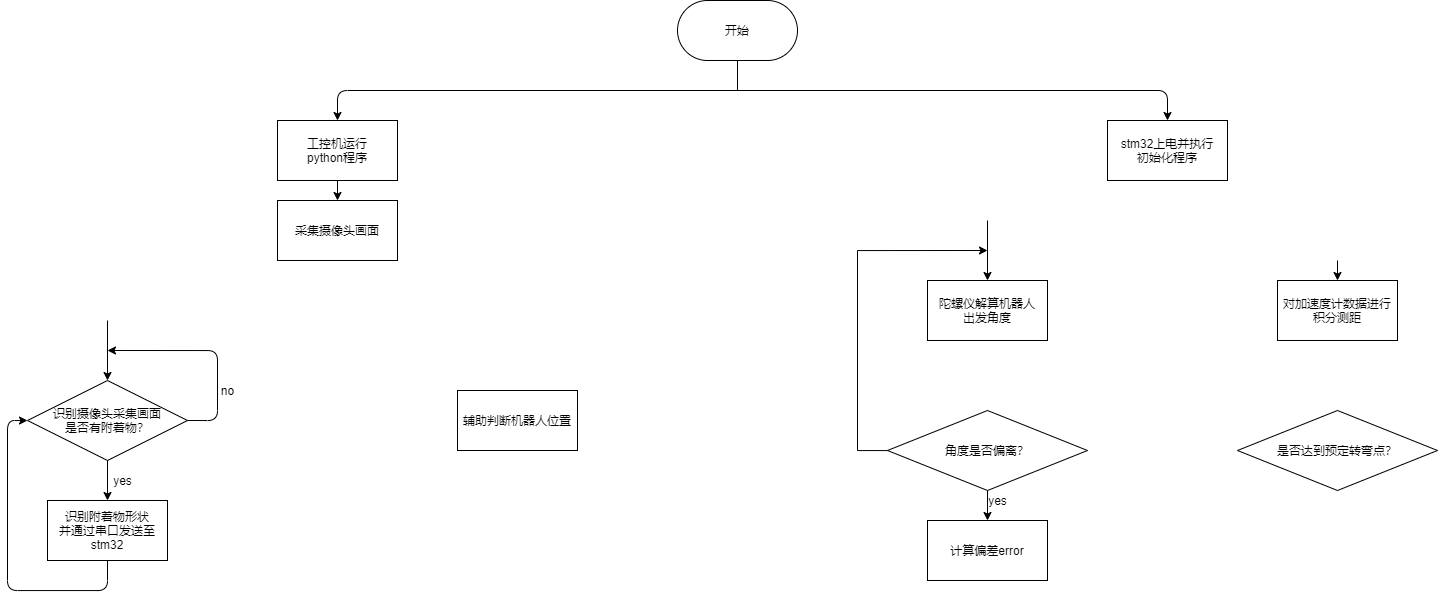 开始
工控机运行
python程序
stm32上电并执行
初始化程序
采集摄像头画面
陀螺仪解算机器人
出发角度
对加速度计数据进行
积分测距
no
识别摄像头采集画面
是否有附着物?
辅助判断机器人位置
角度是否偏离?
是否达到预定转弯点?
yes
yes
识别附着物形状
并通过串口发送至
stm32
计算偏差error